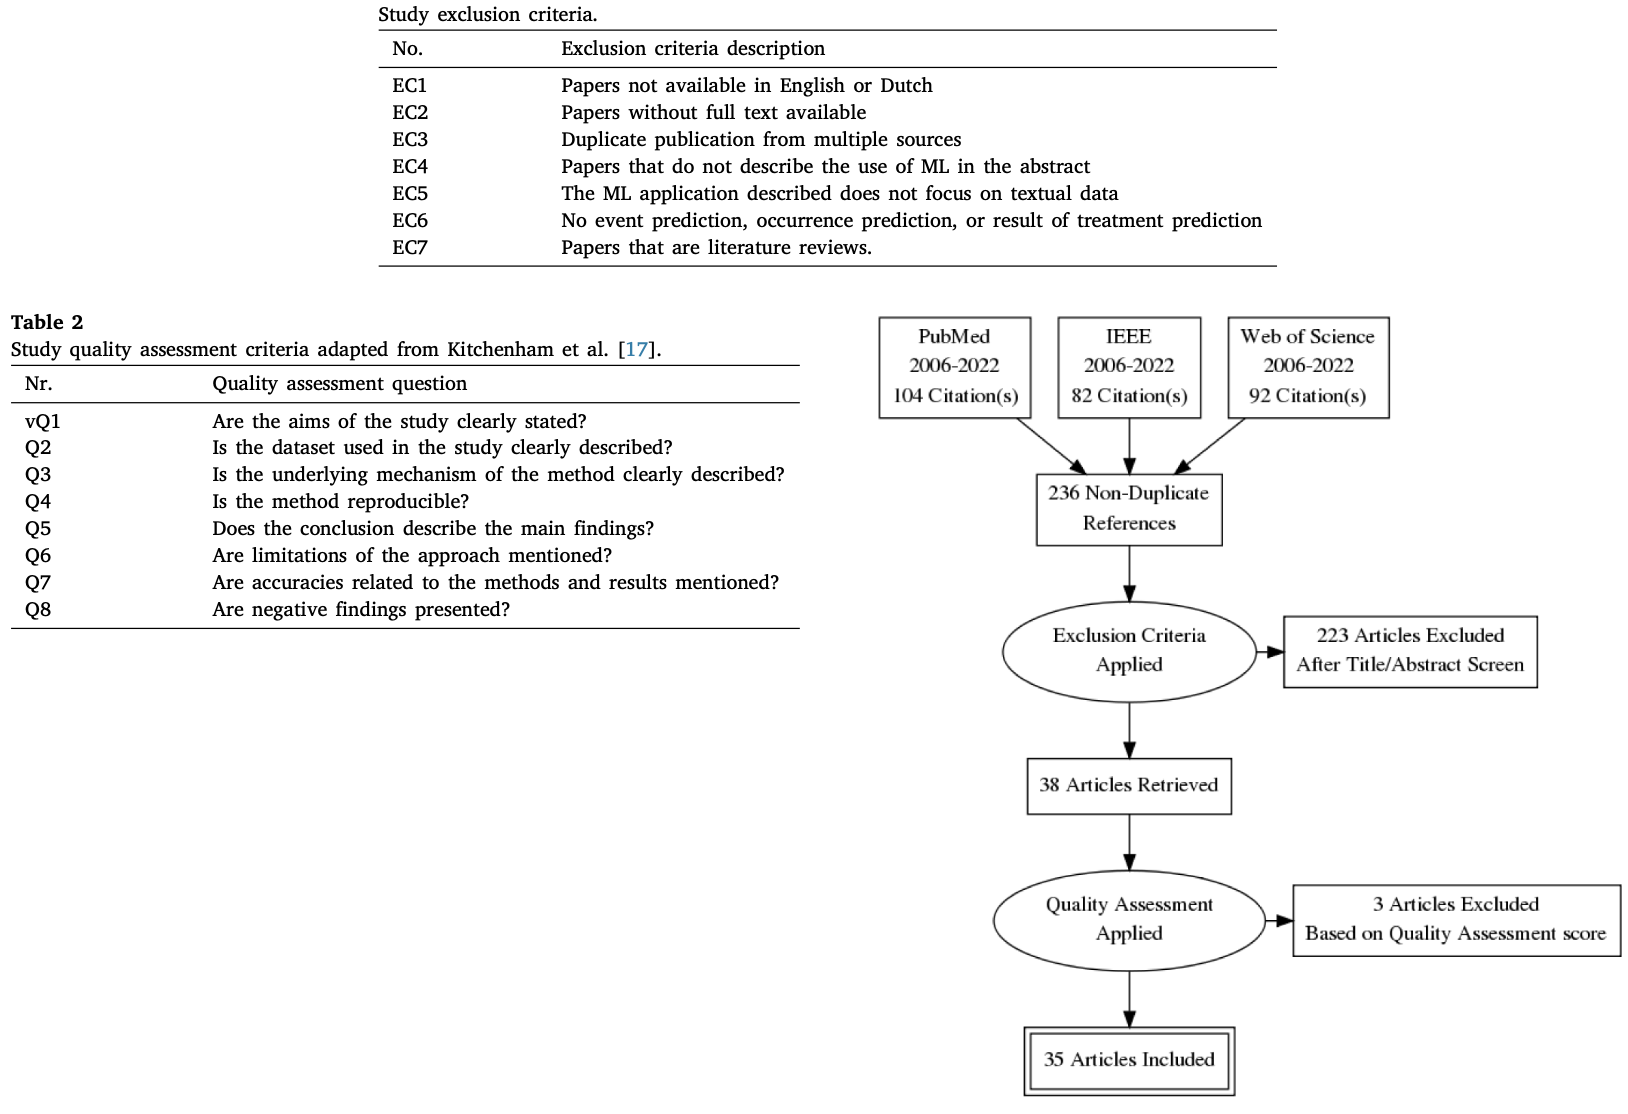 Study exclusion criteria.
No. Exclusion criteria description
EC1 Papers not available in English or Dutch
EC2 Papers without full text available
EC3 Duplicate publication from multiple sources
EC4 Papers that do not describe the use of ML in the abstract
EC5 The ML application described does not focus on textual data
EC6 No event prediction, occurrence prediction, or result of treatment prediction
EC7 Papers that are literature reviews.
Table 2
Study quality assessment criteria adapted from Kitchenham et al. [17].
Nr. Quality assessment question
vQ1 Are the aims of the study clearly stated?
Q2 Is the dataset used in the study clearly described?
Q3 Is the underlying mechanism of the method clearly described?
Q4 Is the method reproducible?
Q5 Does the conclusion describe the main findings?
Q6 Are limitations of the approach mentioned?
Q7 Are accuracies related to the methods and results mentioned?
Q8 Are negative findings presented?
PubMed
2006-2022
104 Citation(s)
IEEE
2006-2022
82 Citation(s)
Web of Science
2006-2022
92 Citation(s)
236 Non-Duplicate
References
Exclusion Criteria
Applied
223 Articles Excluded
After Title/Abstract Screen
38 Articles Retrieved
Quality Assessment
Applied
3 Articles Excluded
Based on Quality Assessment score
35 Articles Included